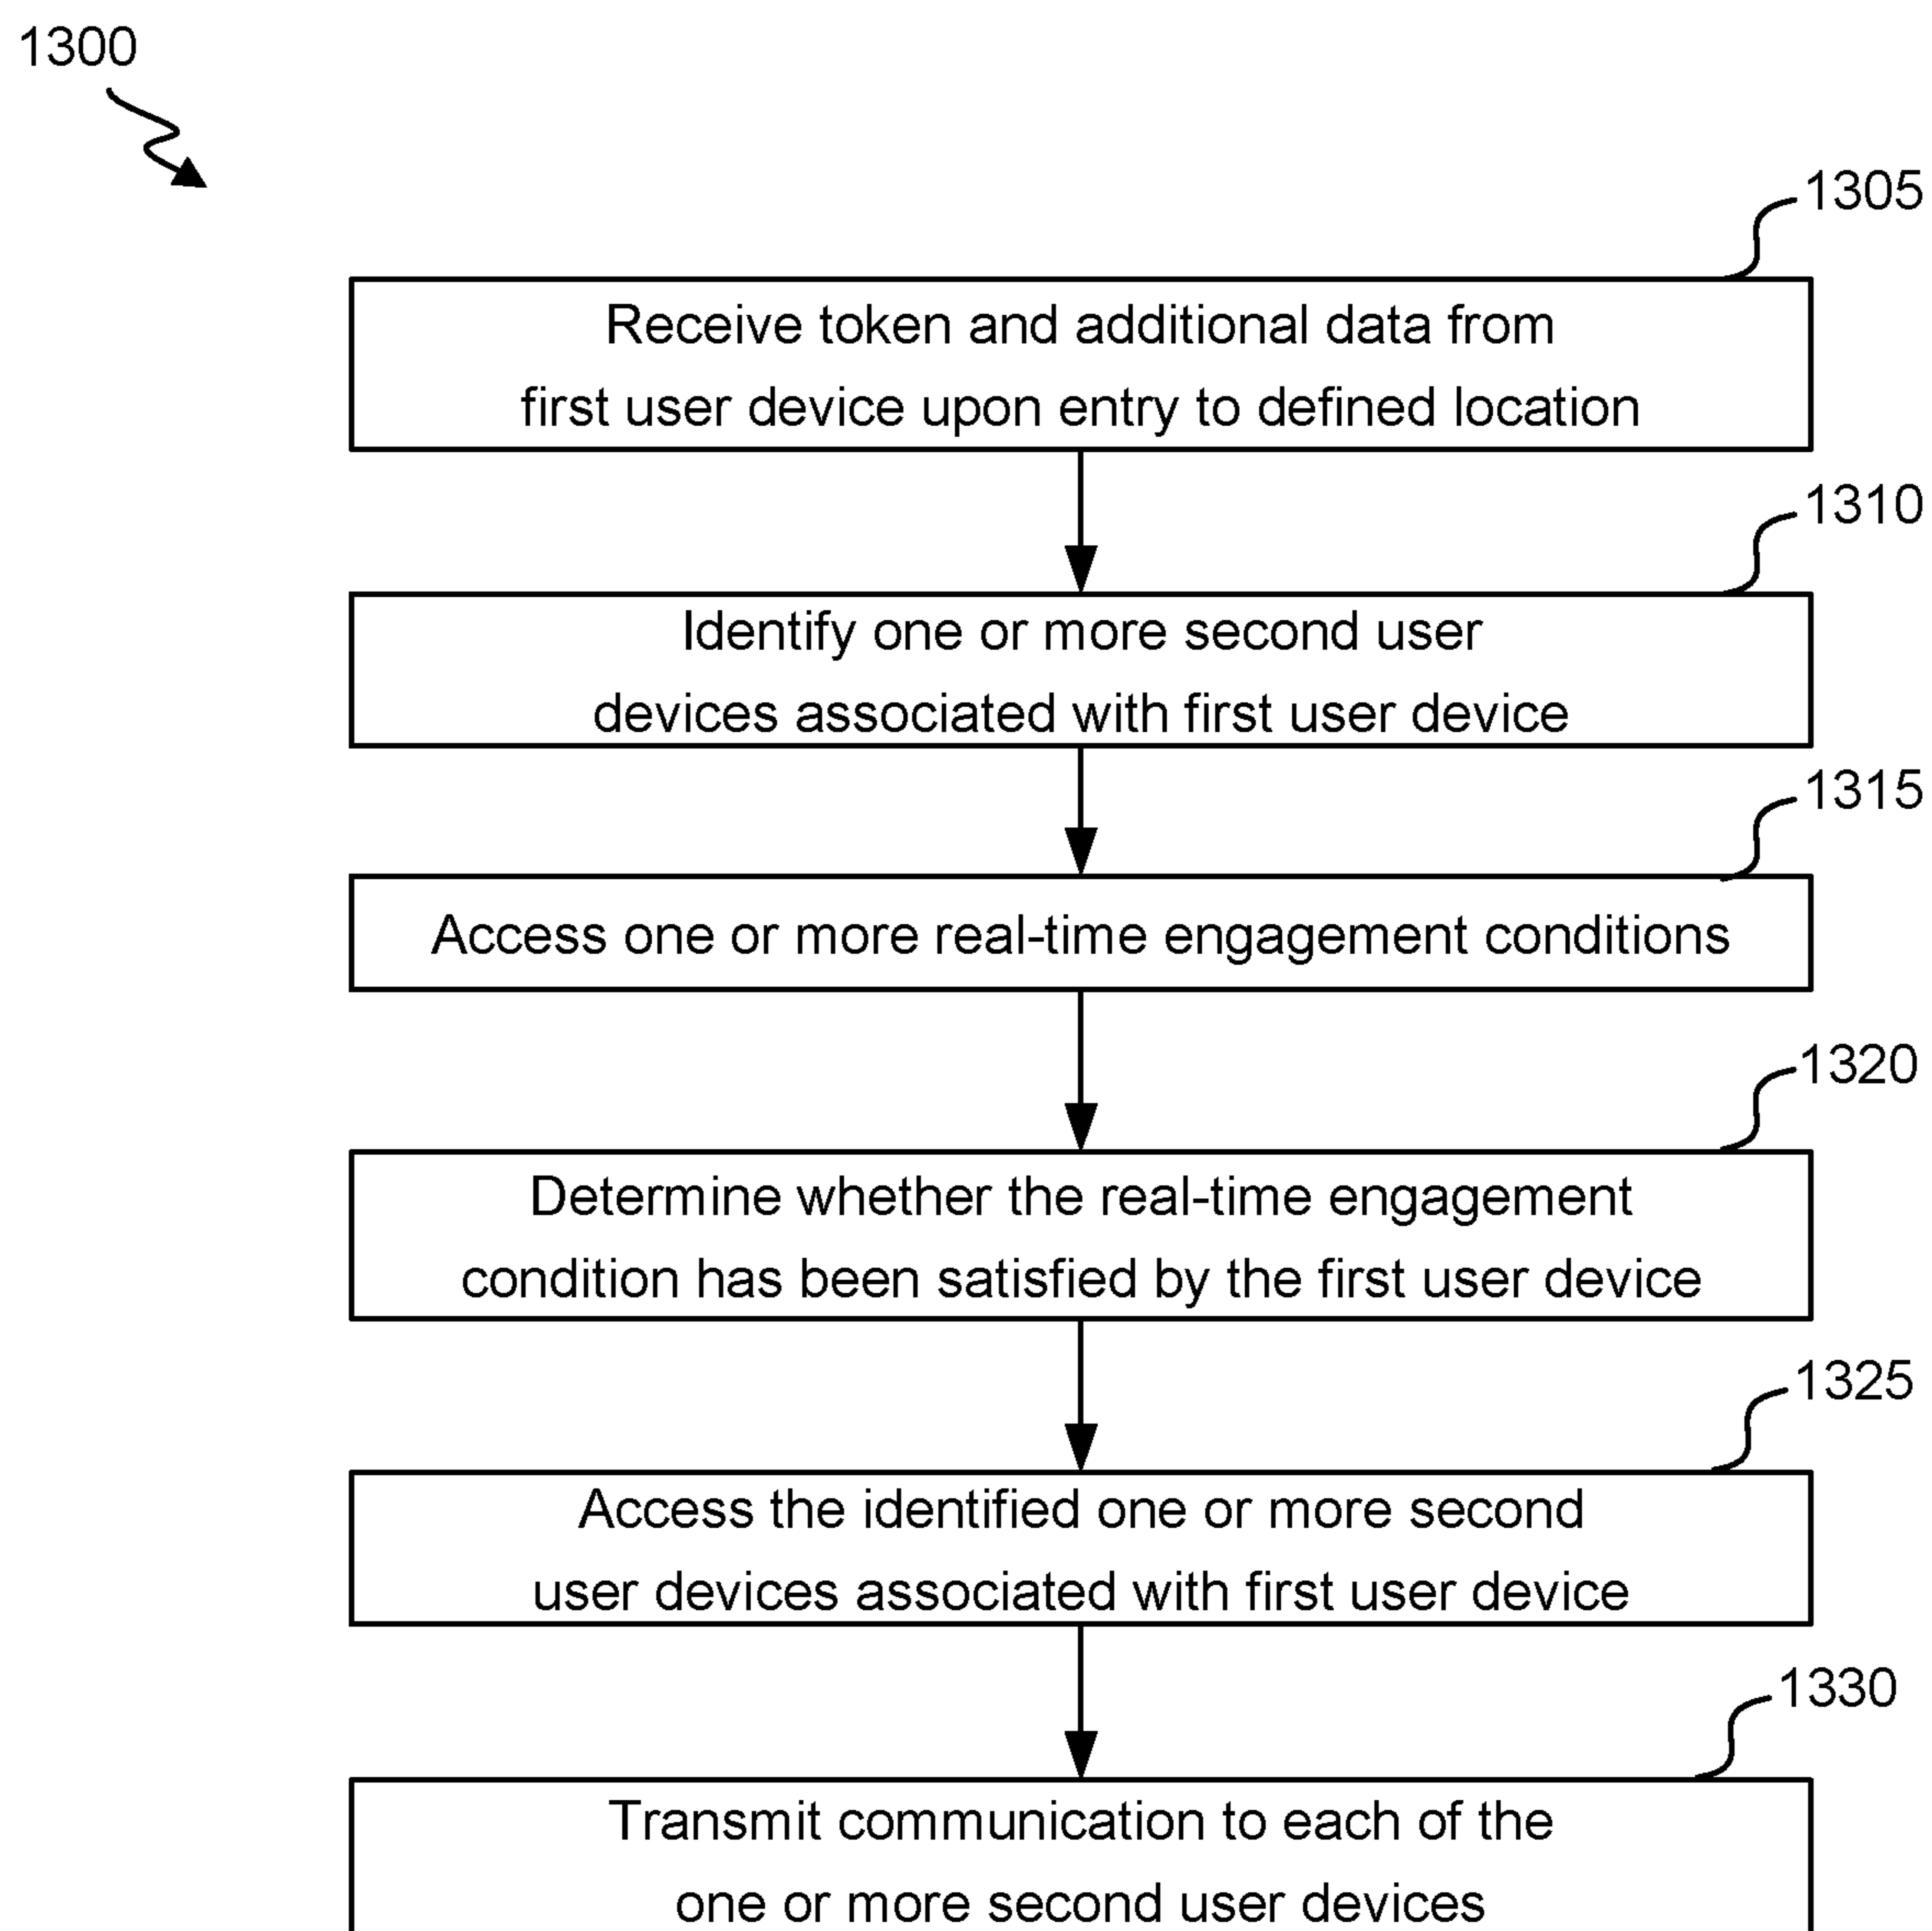 1300
1305
Receive token and additional data from
first user device upon entry to defined location
1310
Identify one or more second user
devices associated with first user device
1315
Access one or more real-time engagement conditions
1320
Determine whether the real-time engagement
condition has been satisfied by the first user device
1325
Access the identified one or more second
user devices associated with first user device
1330
Transmit communication to each of the
one or more second user devices